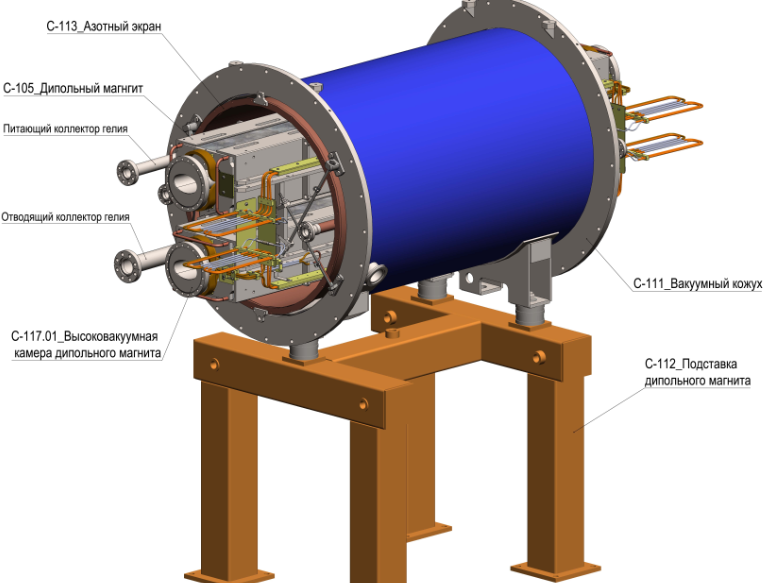 С-113_Азотный экран
С-105_Дипольный магнгит
Питающий коллектор гелия
Отводящий коллектор гелия
С-111_Вакуумный кожух
С-117.01_Высоковакуумная
камера дипольного магнита
С-112_Подставка
дипольного магнита